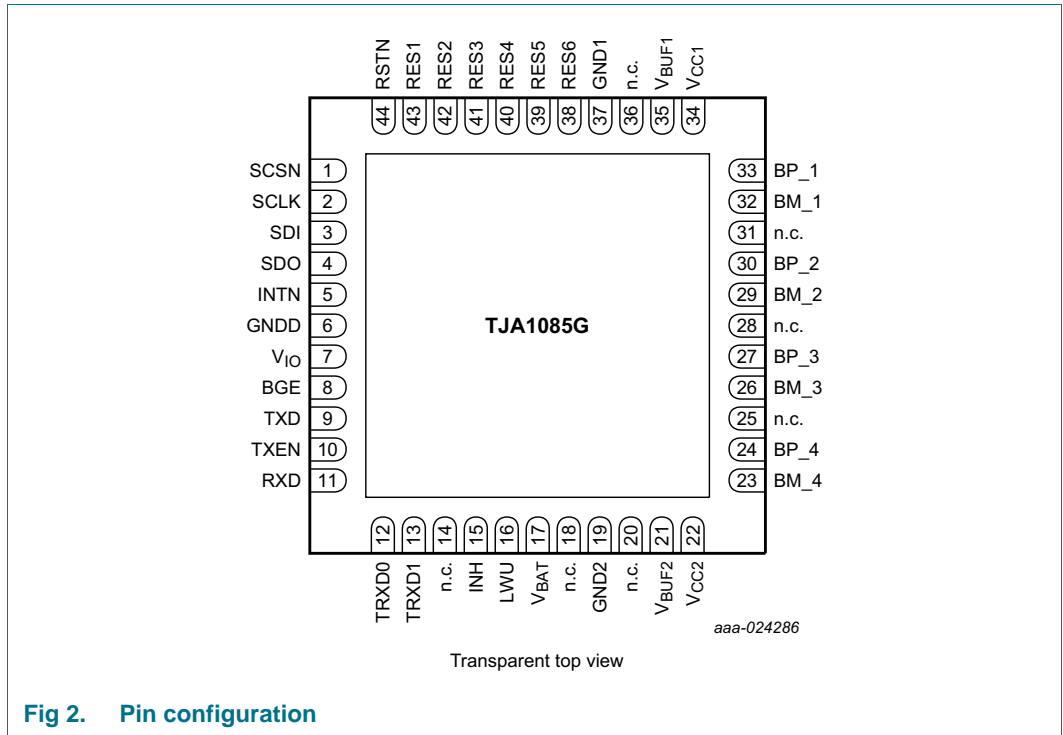 RSTN RES1 RES2 RES3 RES4 RES5 RES6 GND1 n.c. VBUF1 VCC1
44 43 42 41 40 39 38 37 36 35 34
SCSN 1
SCLK 2
SDI 3
SDO 4
INTN 5
GNDD 6
VIO 7
BGE 8
TXD 9
TXEN 10
RXD 11
TJA1085G
33 BP_1
32 BM_1
31 n.c.
30 BP_2
29 BM_2
28 n.c.
27 BP_3
26 BM_3
25 n.c.
24 BP_4
23 BM_4
12 13 14 15 16 17 18 19 20 21 22
TRXD0 TRXD1 n.c. INH LWU VBAT n.c. GND2 n.c. VBUF2 VCC2
aaa-024286
Transparent top view
Fig 2. Pin configuration